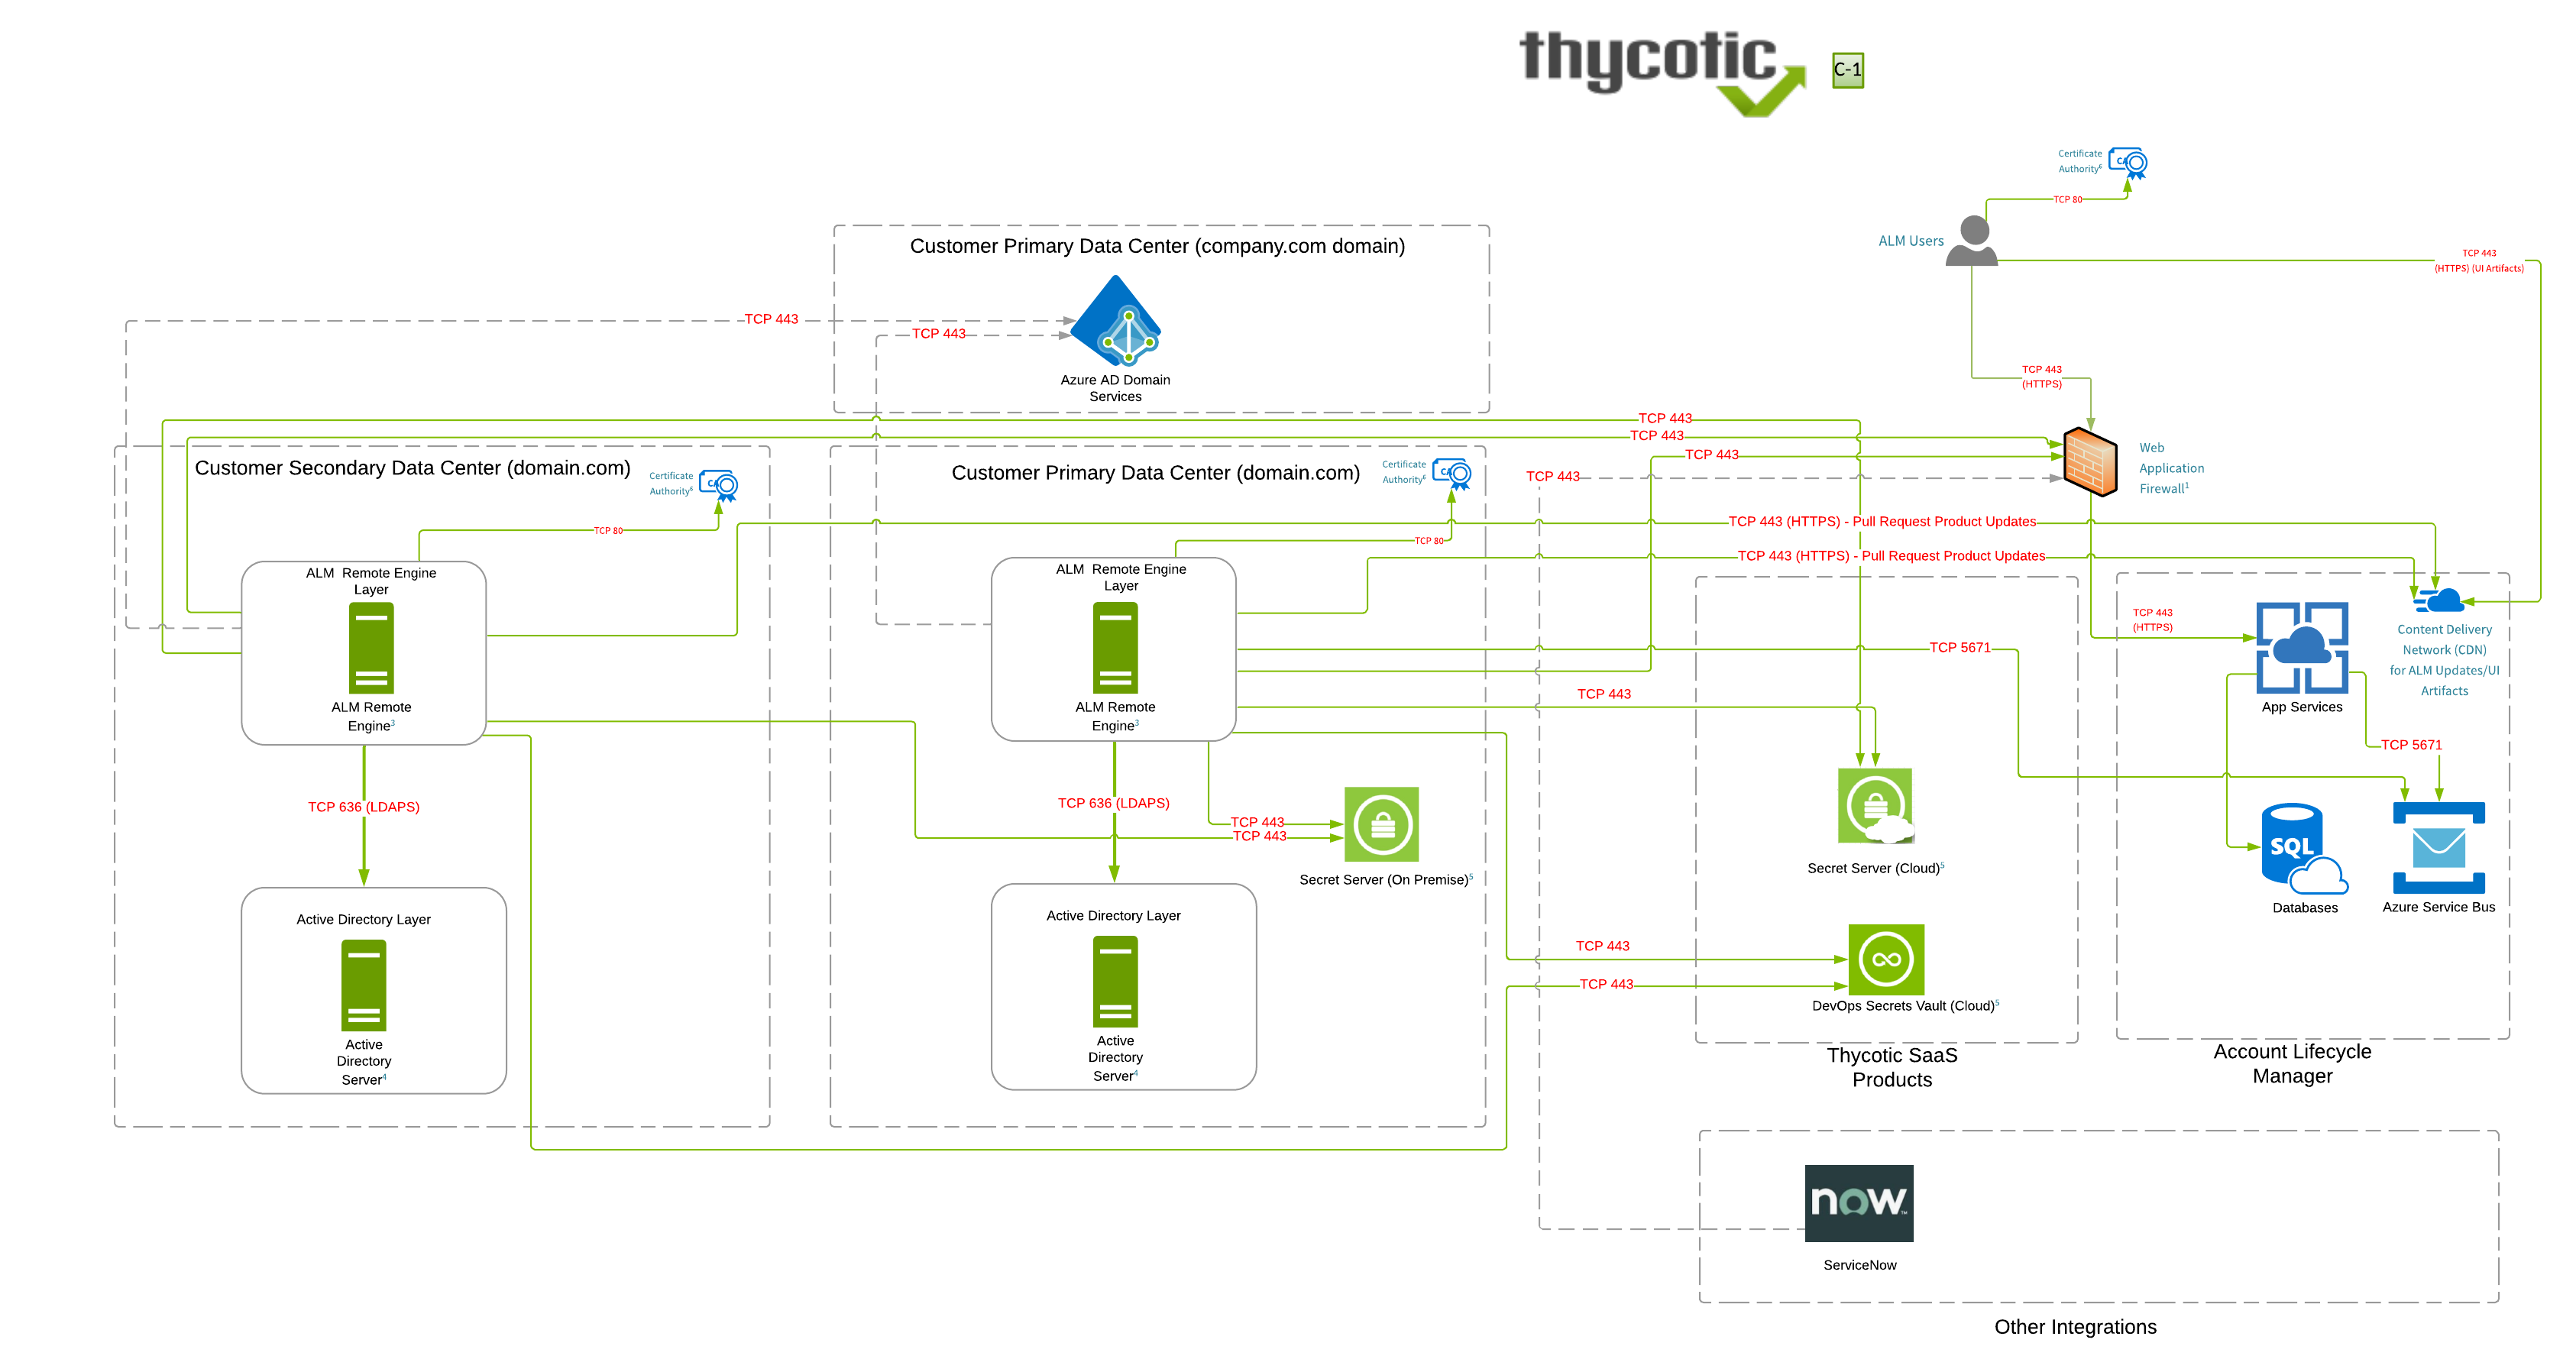 thycotic
C-1
Certificate
Authority⁶
TCP 80
ALM Users
TCP 443
(HTTPS) (UI Artifacts)
Customer Primary Data Center (company.com domain)
TCP 443
TCP 443
Azure AD Domain
Services
TCP 443
(HTTPS)
TCP 443
TCP 443
TCP 443
TCP 443
Web
Application
Firewall¹
Customer Secondary Data Center (domain.com)
Certificate
Authority⁶
TCP 80
ALM Remote Engine
Layer
ALM Remote
Engine³
TCP 636 (LDAPS)
Active Directory Layer
Active
Directory
Server⁴
Customer Primary Data Center (domain.com)
Certificate
Authority⁶
TCP 80
ALM Remote Engine
Layer
ALM Remote
Engine³
TCP 636 (LDAPS)
TCP 443
TCP 443
Secret Server (On Premise)⁵
Active Directory Layer
Active
Directory
Server⁴
TCP 443 (HTTPS) - Pull Request Product Updates
TCP 443 (HTTPS) - Pull Request Product Updates
TCP 5671
TCP 443
TCP 443
TCP 443
CA
CA
CA
Secret Server (Cloud)⁵
DevOps Secrets Vault (Cloud)⁵
Thycotic SaaS
Products
TCP 443
(HTTPS)
App Services
Content Delivery
Network (CDN)
for ALM Updates/UI
Artifacts
TCP 5671
SQL
Databases
Azure Service Bus
Account Lifecycle
Manager
now
™
ServiceNow
Other Integrations